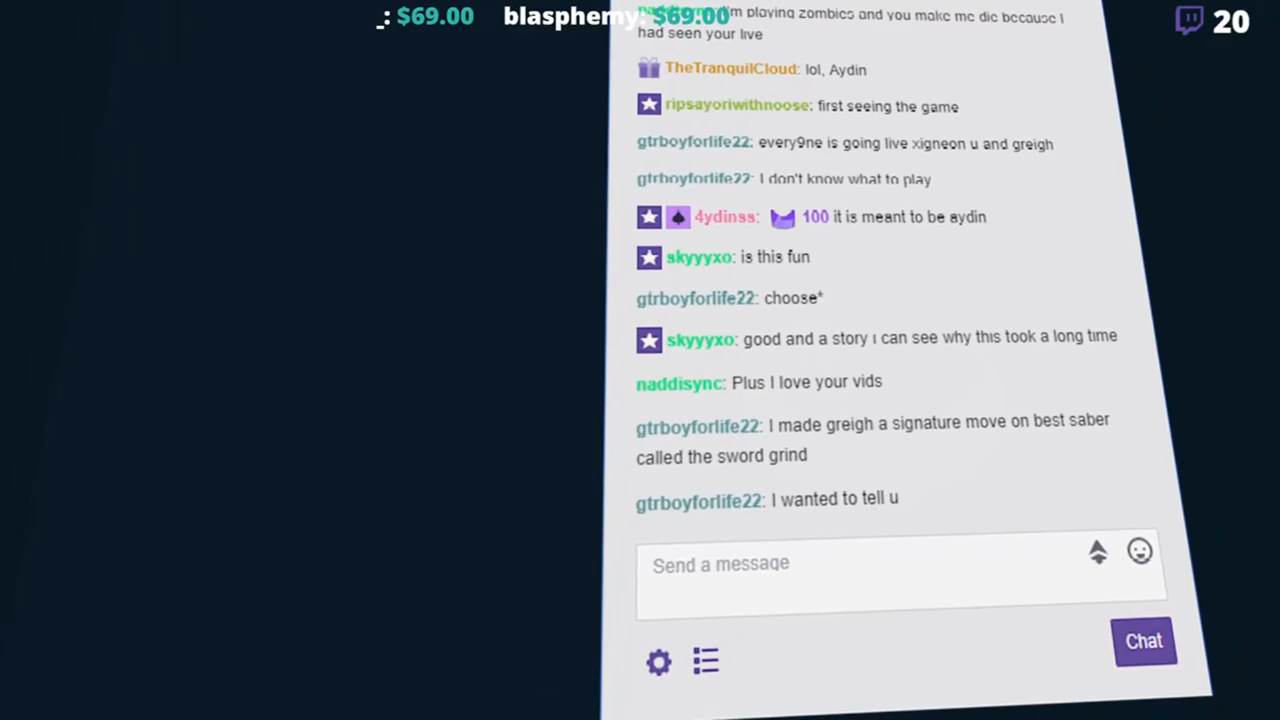 _: $69.00 blasphemy: $69.00
20
I'm playing zombies and you make me die because I
had seen your live
TheTranquilCloud: lol, Aydin
ripsayoriwithnoose: first seeing the game
gtrboyforlife22: every9ne is going live xigneon u and greigh
gtrboyforlife22: I don't know what to play
4ydinss: 100 it is meant to be aydin
skyyyxo: is this fun
gtrboyforlife22: choose*
skyyyxo: good and a story i can see why this took a long time
naddisync: Plus I love your vids
gtrboyforlife22: I made greigh a signature move on best saber
called the sword grind
gtrboyforlife22: I wanted to tell u
Send a message
Chat